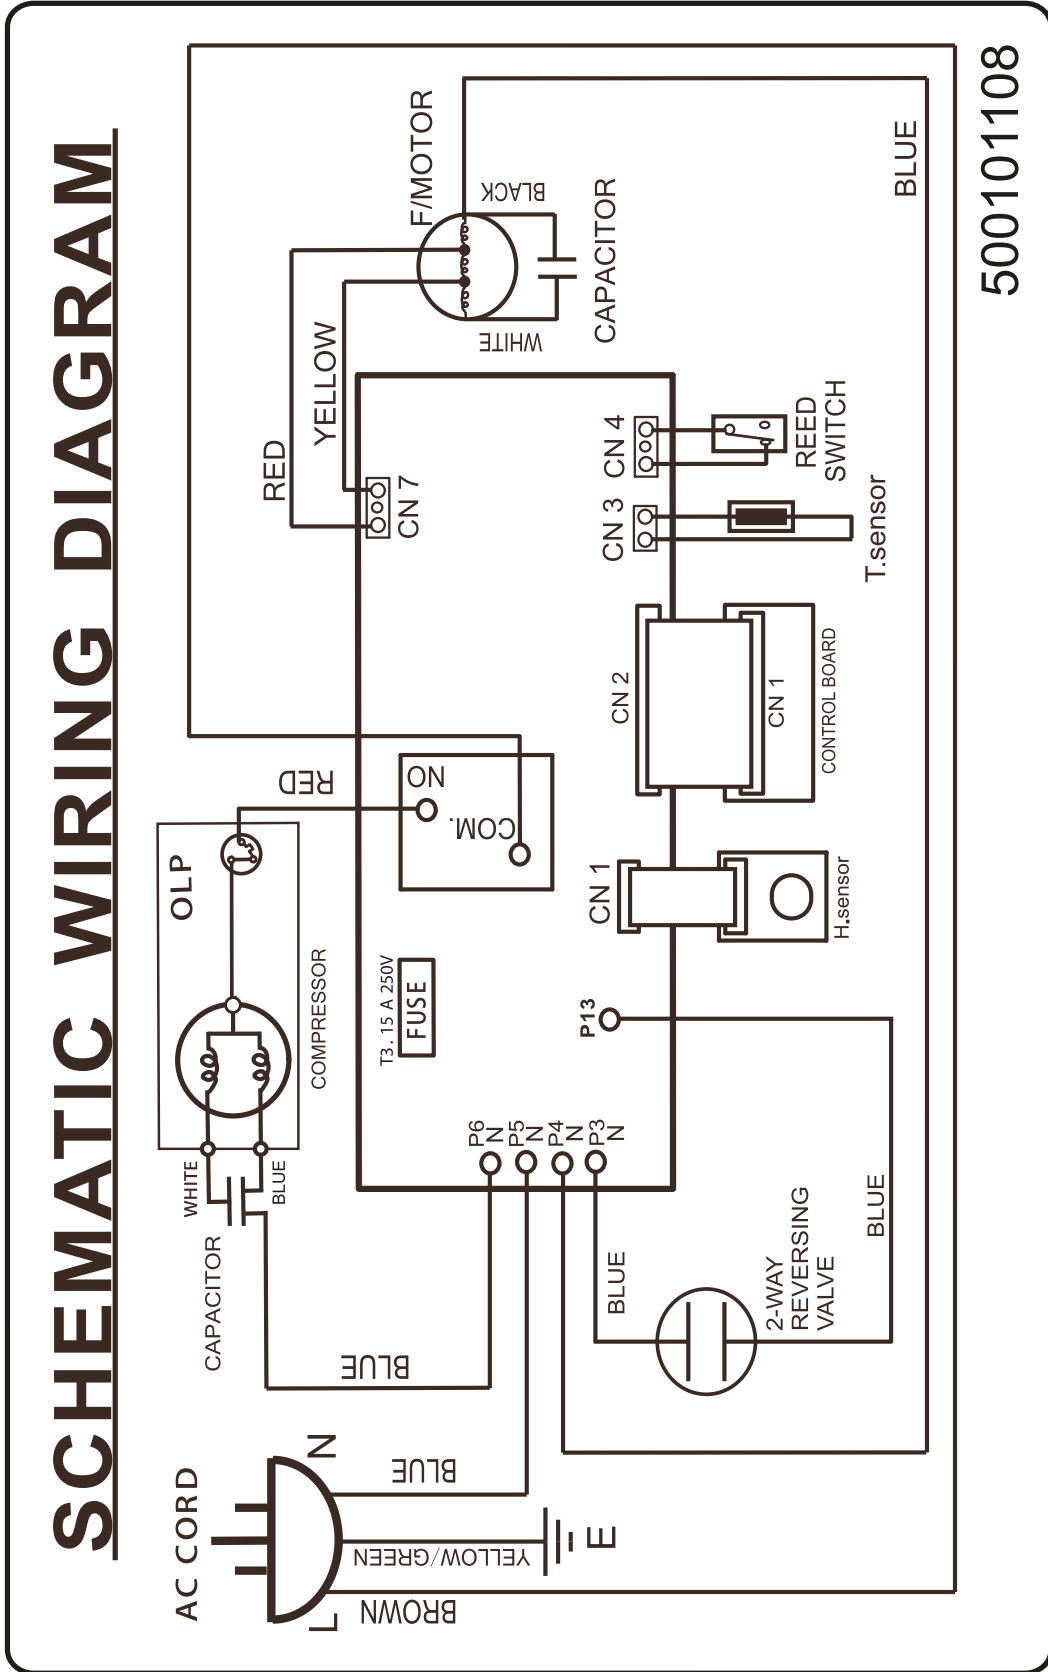 SCHEMATIC WIRING DIAGRAM
AC CORD
L
N
E
BROWN
YELLOW/GREEN
BLUE
BLUE
CAPACITOR
WHITE
BLUE
COMPRESSOR
OLP
RED
NO
COM.
T3.15 A 250V
FUSE
P6
N
P5
N
P4
N
P3
N
P13
BLUE
2-WAY
REVERSING
VALVE
BLUE
CN 1
H.sensor
CN 2
CN 1
CONTROL BOARD
CN 3
T.sensor
CN 4
REED
SWITCH
CN 7
RED
YELLOW
F/MOTOR
WHITE
BLACK
CAPACITOR
BLUE
500101108